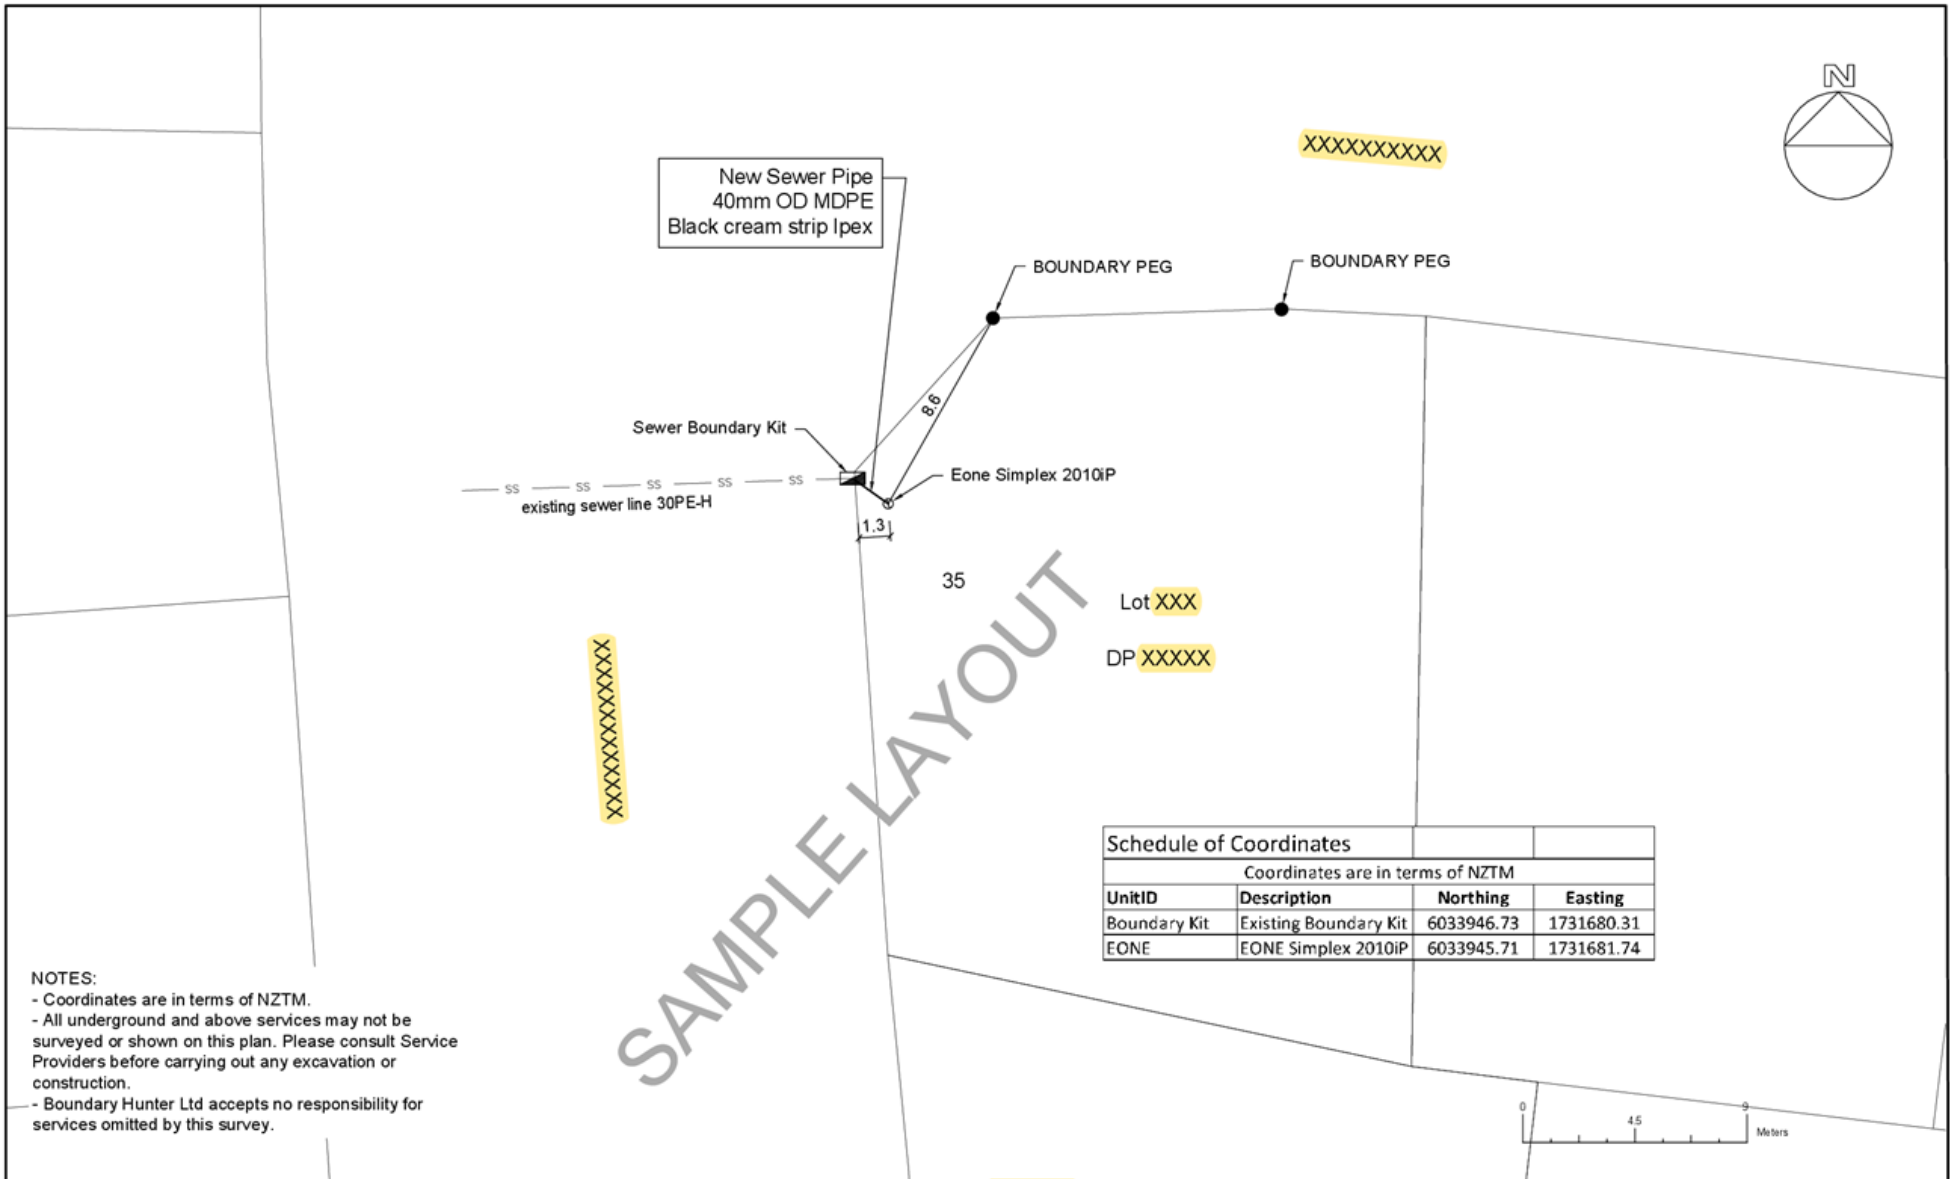 N
XXXXXXXXXX
New Sewer Pipe
40mm OD MDPE
Black cream strip Ipex
BOUNDARY PEG
BOUNDARY PEG
8.6
Sewer Boundary Kit
Eone Simplex 2010iP
SS SS SS SS SS
existing sewer line 30PE-H
1.3
35
Lot XXX
DP XXXXX
XXXXXXXXXXXXX
SAMPLE LAYOUT
Schedule of Coordinates
Coordinates are in terms of NZTM
UnitID Description Northing Easting
Boundary Kit Existing Boundary Kit 6033946.73 1731680.31
EONE EONE Simplex 2010iP 6033945.71 1731681.74
NOTES:
- Coordinates are in terms of NZTM.
- All underground and above services may not be
surveyed or shown on this plan. Please consult Service
Providers before carrying out any excavation or
construction.
- Boundary Hunter Ltd accepts no responsibility for
services omitted by this survey.
0 4.5 9
Meters